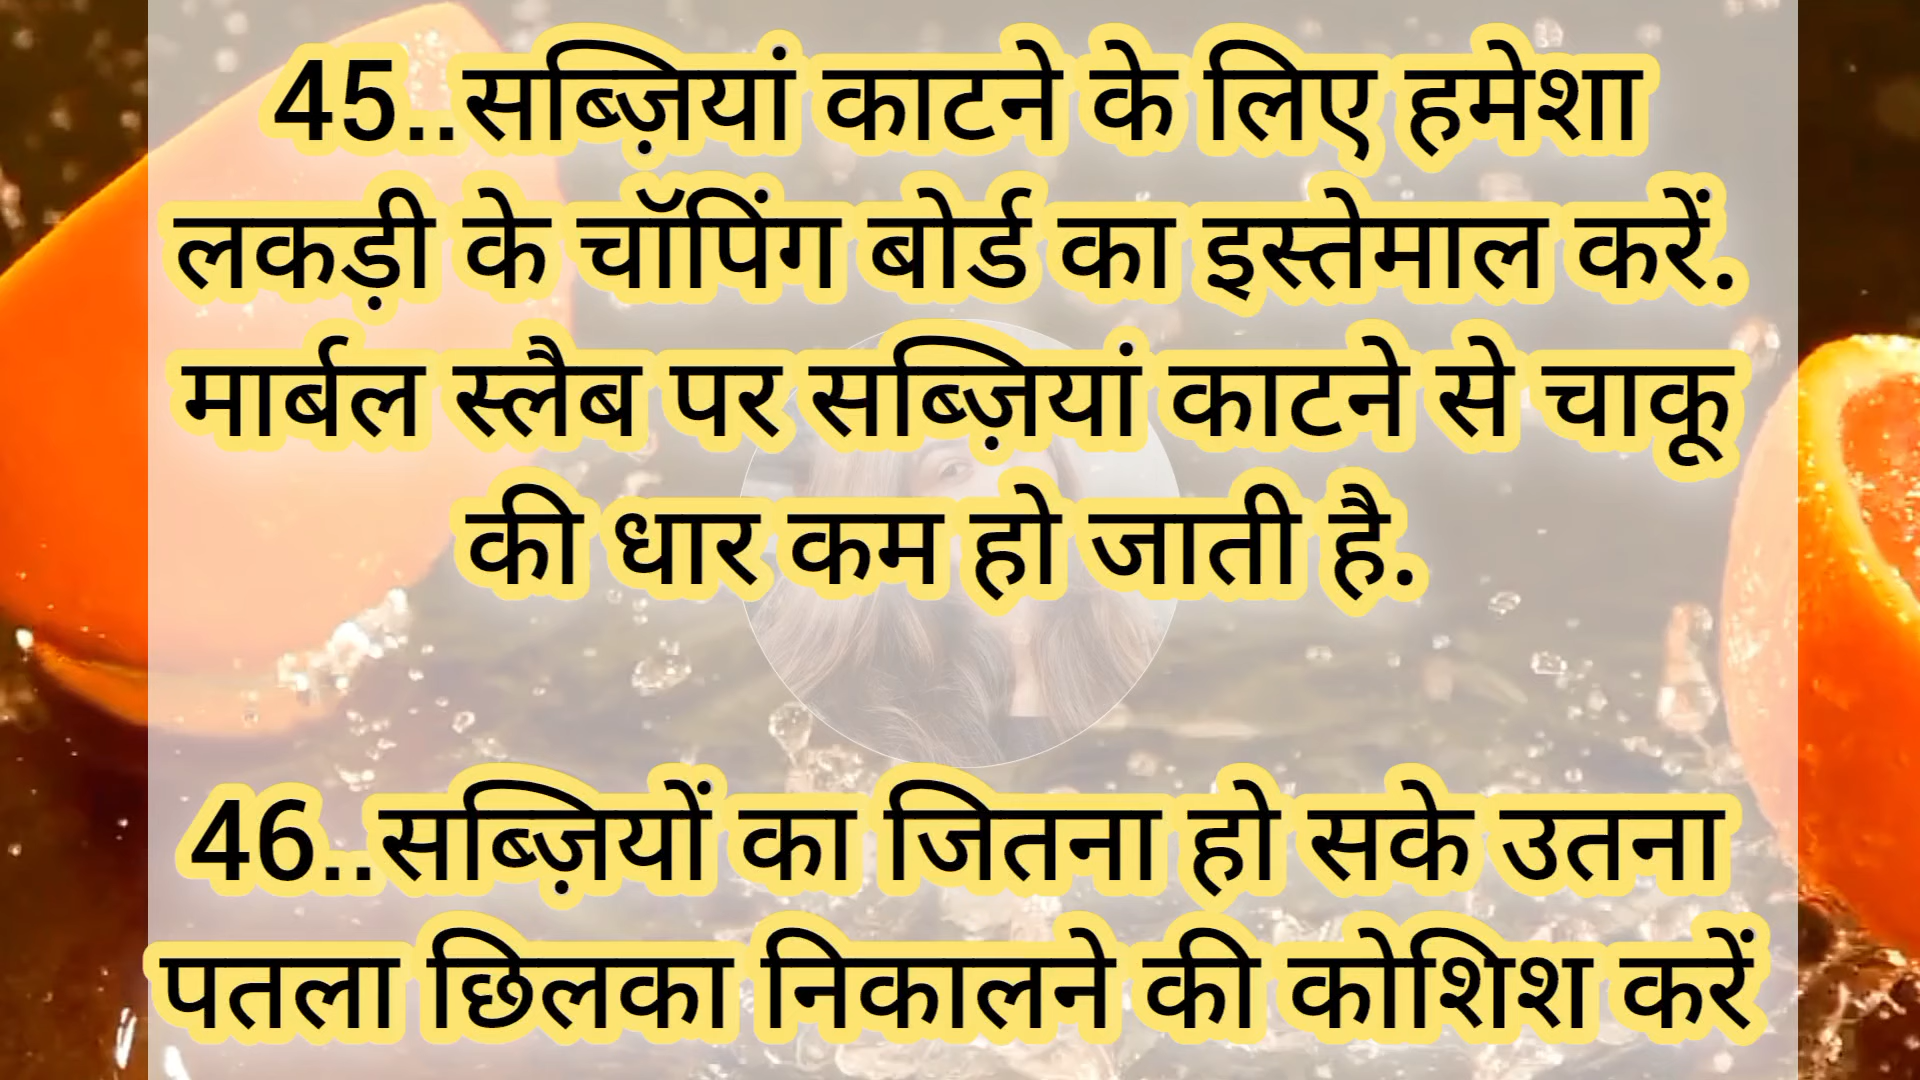 45..सब्ज़ियां काटने के लिए हमेशा
लकड़ी के चॉपिंग बोर्ड का इस्तेमाल करें.
मार्बल स्लैब पर सब्ज़ियां काटने से चाकू
की धार कम हो जाती है.
46..सब्ज़ियों का जितना हो सके उतना
पतला छिलका निकालने की कोशिश करें